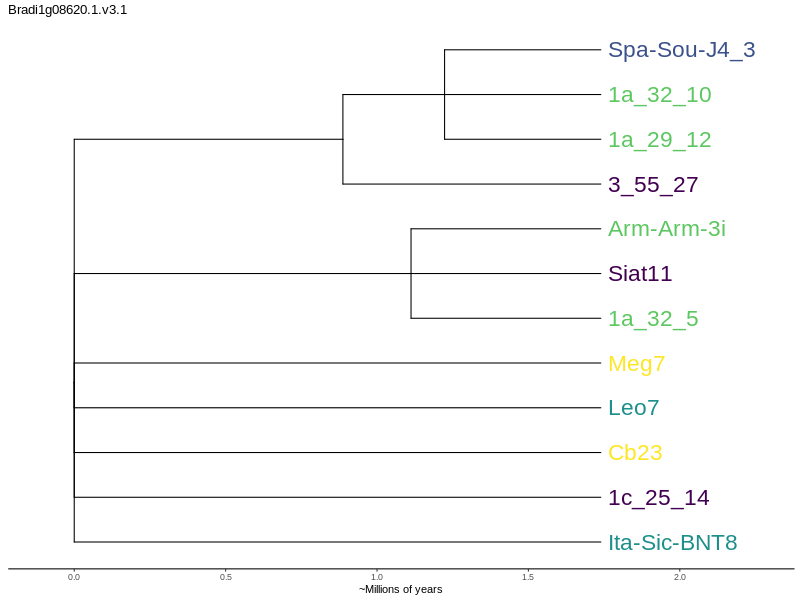 Bradi1g08620.1.v3.1
Spa-Sou-J4_3
1a_32_10
1a_29_12
3_55_27
Arm-Arm-3i
Siat11
1a_32_5
Meg7
Leo7
Cb23
1c_25_14
Ita-Sic-BNT8
0.0 0.5 1.0 1.5 2.0
~Millions of years